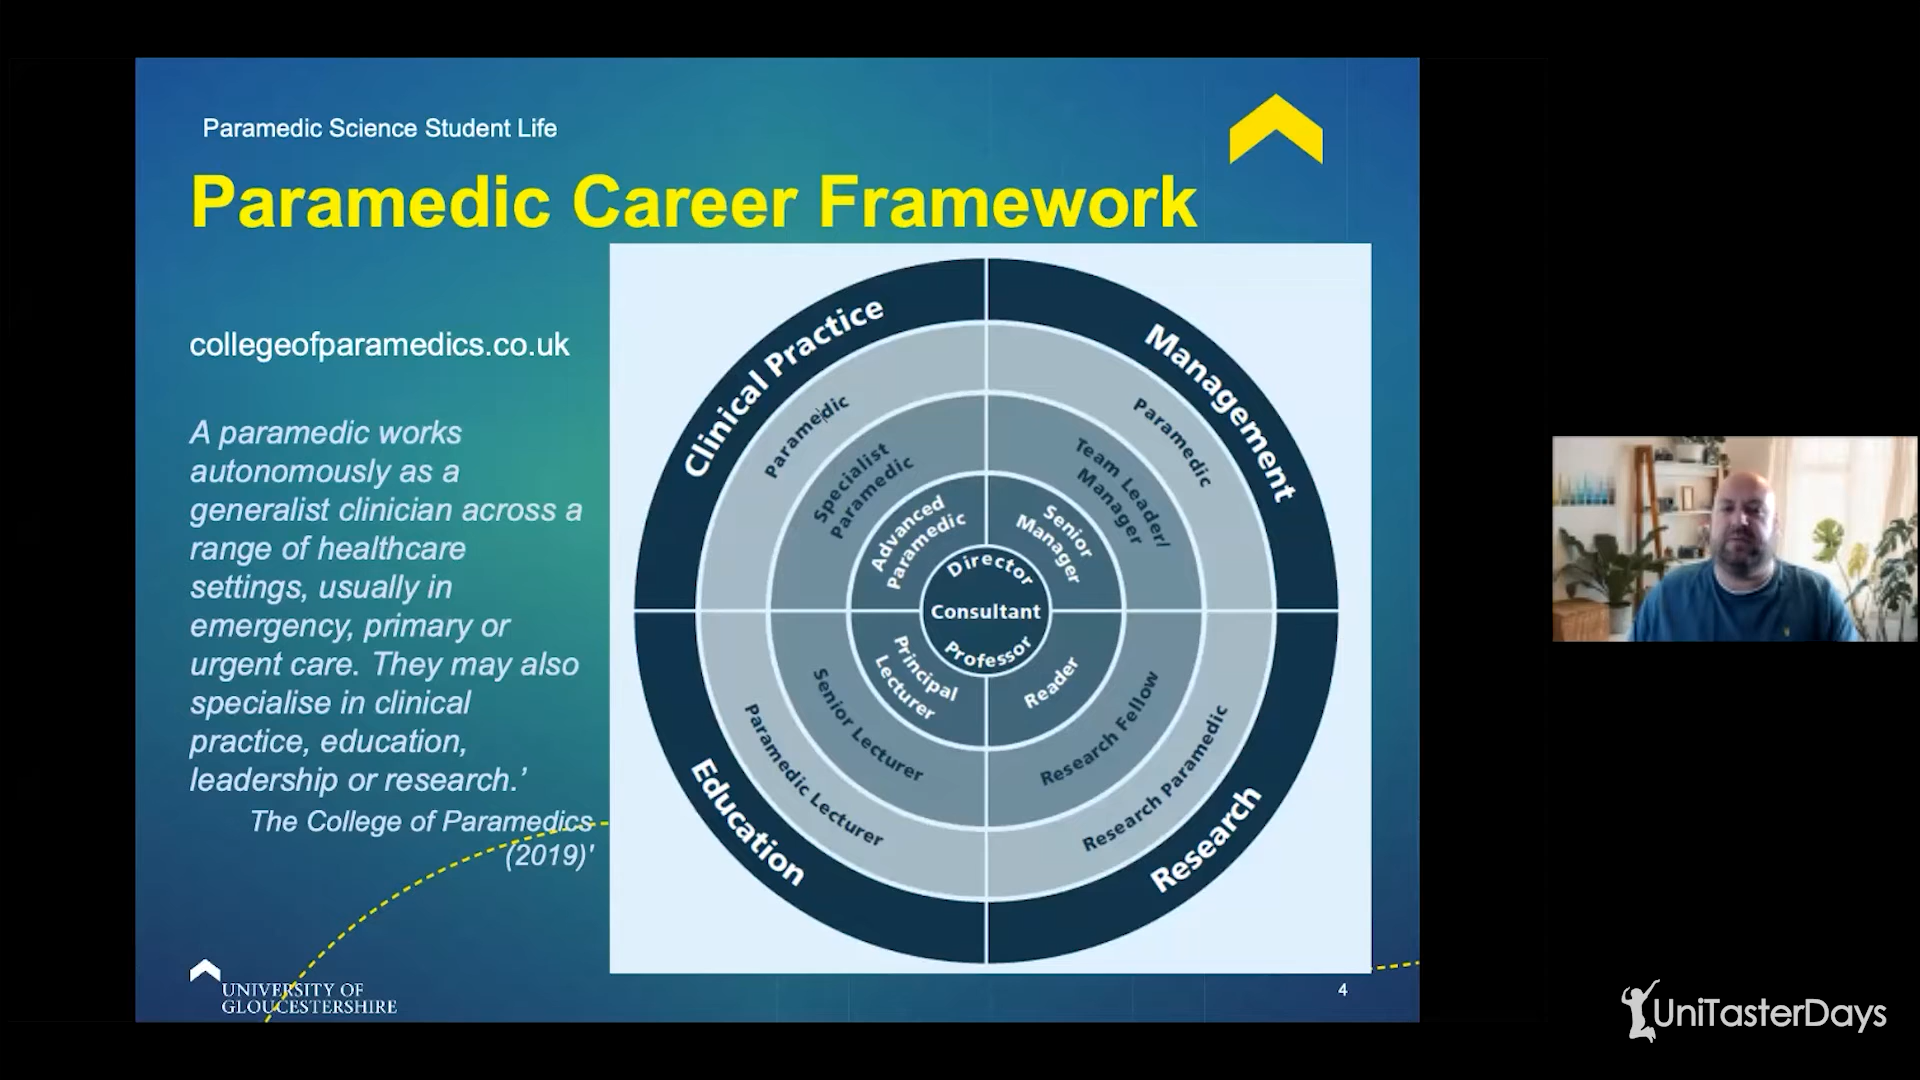 Paramedic Science Student Life
Paramedic Career Framework
collegeofparamedics.co.uk
A paramedic works
autonomously as a
generalist clinician across a
range of healthcare
settings, usually in
emergency, primary or
urgent care. They may also
specialise in clinical
practice, education,
leadership or research.’
The College of Paramedics
(2019)'
Clinical Practice
Paramedic
Specialist
Paramedic
Advanced
Paramedic
Management
Paramedic
Team Leader/
Manager
Senior
Manager
Director
Consultant
Professor
Education
Paramedic Lecturer
Senior Lecturer
Principal
Lecturer
Research
Research Paramedic
Research Fellow
Reader
UNIVERSITY OF
GLOUCESTERSHIRE
4
UniTasterDays